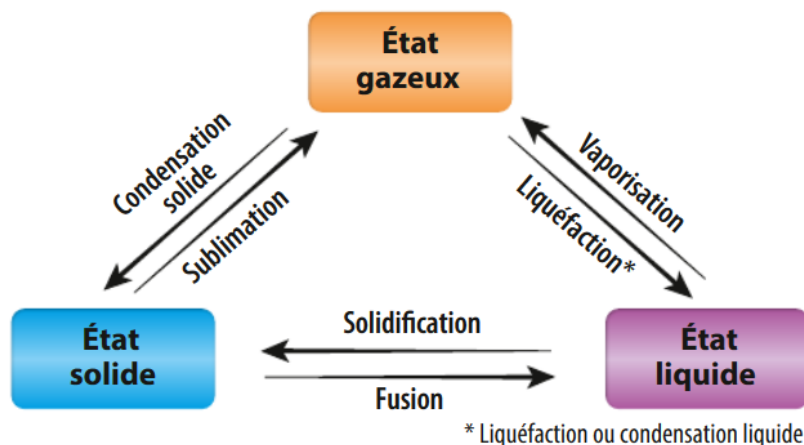 État
gazeux
Condensation
solide
Sublimation
Vaporisation
Liquéfaction*
État
solide
Solidification
Fusion
État
liquide
* Liquéfaction ou condensation liquide